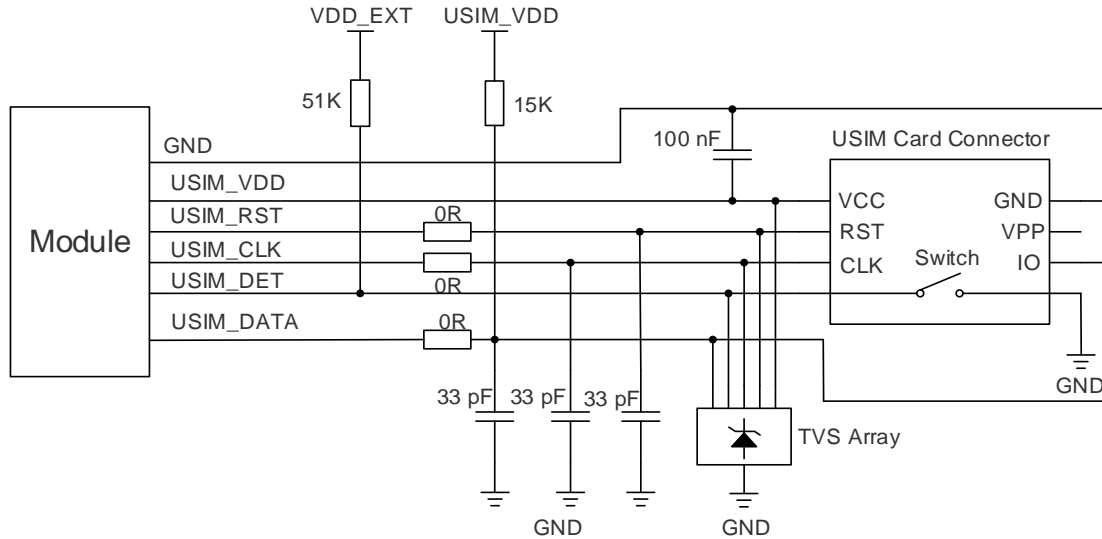 VDD_EXT USIM_VDD
51K 15K
GND
100 nF
USIM Card Connector
USIM_VDD
VCC GND
USIM_RST 0R
RST VPP
Module
USIM_CLK
CLK Switch IO
USIM_DET 0R
USIM_DATA 0R
GND
33 pF 33 pF 33 pF
TVS Array
GND GND